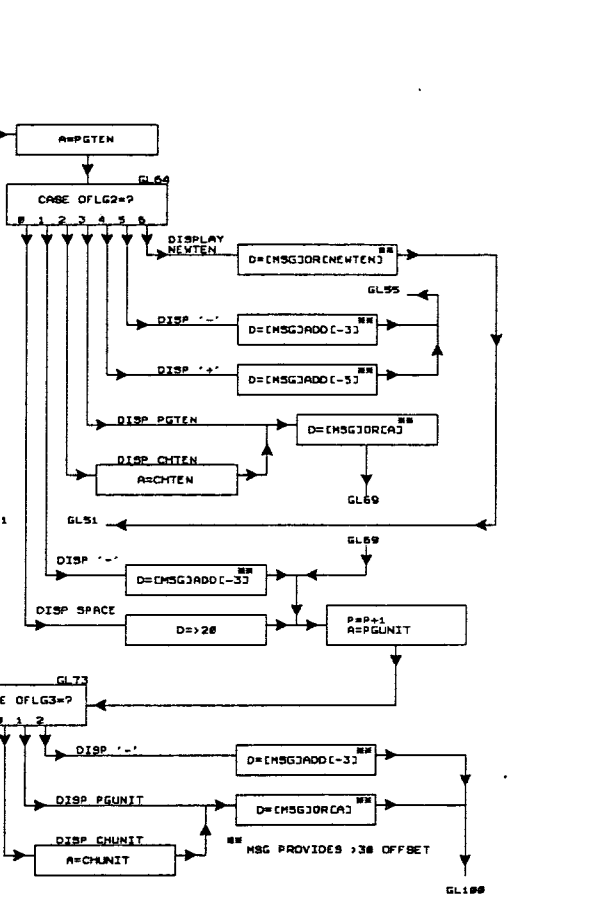 A=PGTEN
GL64
CASE OFLG2=?
0 1 2 3 4 5 6
DISPLAY
NEWTEN
D=[MSG]OR[NEWTEN]**
GL55
DISP '-'
D=[MSG]ADD[-3]**
DISP '+'
D=[MSG]ADD[-5]**
DISP PGTEN
D=[MSG]OR[A]**
DISP CHTEN
A=CHTEN
GL69
1
GL51
GL69
DISP '-'
D=[MSG]ADD[-3]**
DISP SPACE
D=>20
P=P+1
A=PGUNIT
GL73
E OFLG3=?
1 2
DISP '-'
D=[MSG]ADD[-3]**
DISP PGUNIT
D=[MSG]OR[A]**
DISP CHUNIT
A=CHUNIT
** MSG PROVIDES >30 OFFSET
GL100